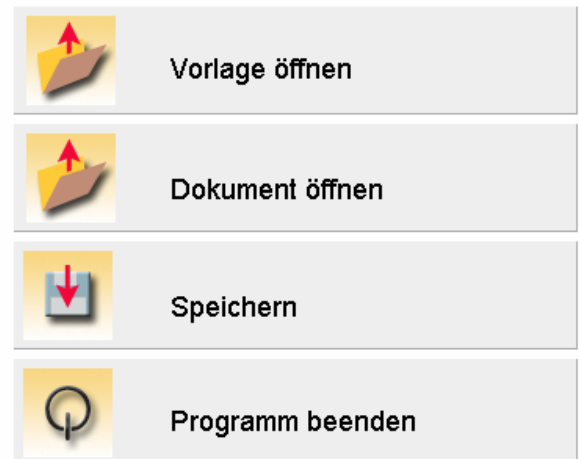 Vorlage öffnen
Dokument öffnen
Speichern
Programm beenden